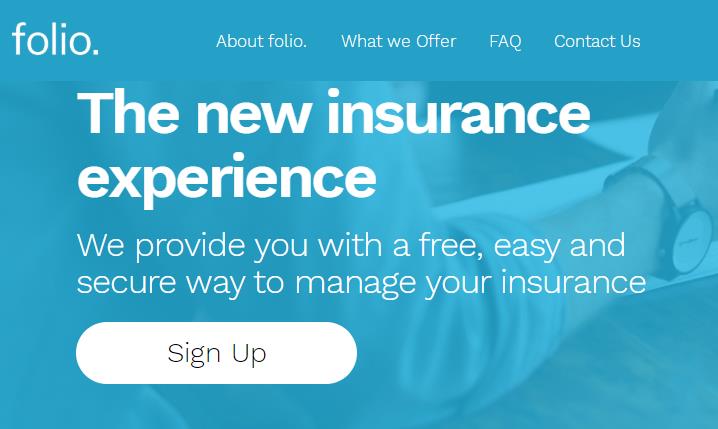 folio.
About folio. What we Offer FAQ Contact Us
The new insurance
experience
We provide you with a free, easy and
secure way to manage your insurance
Sign Up